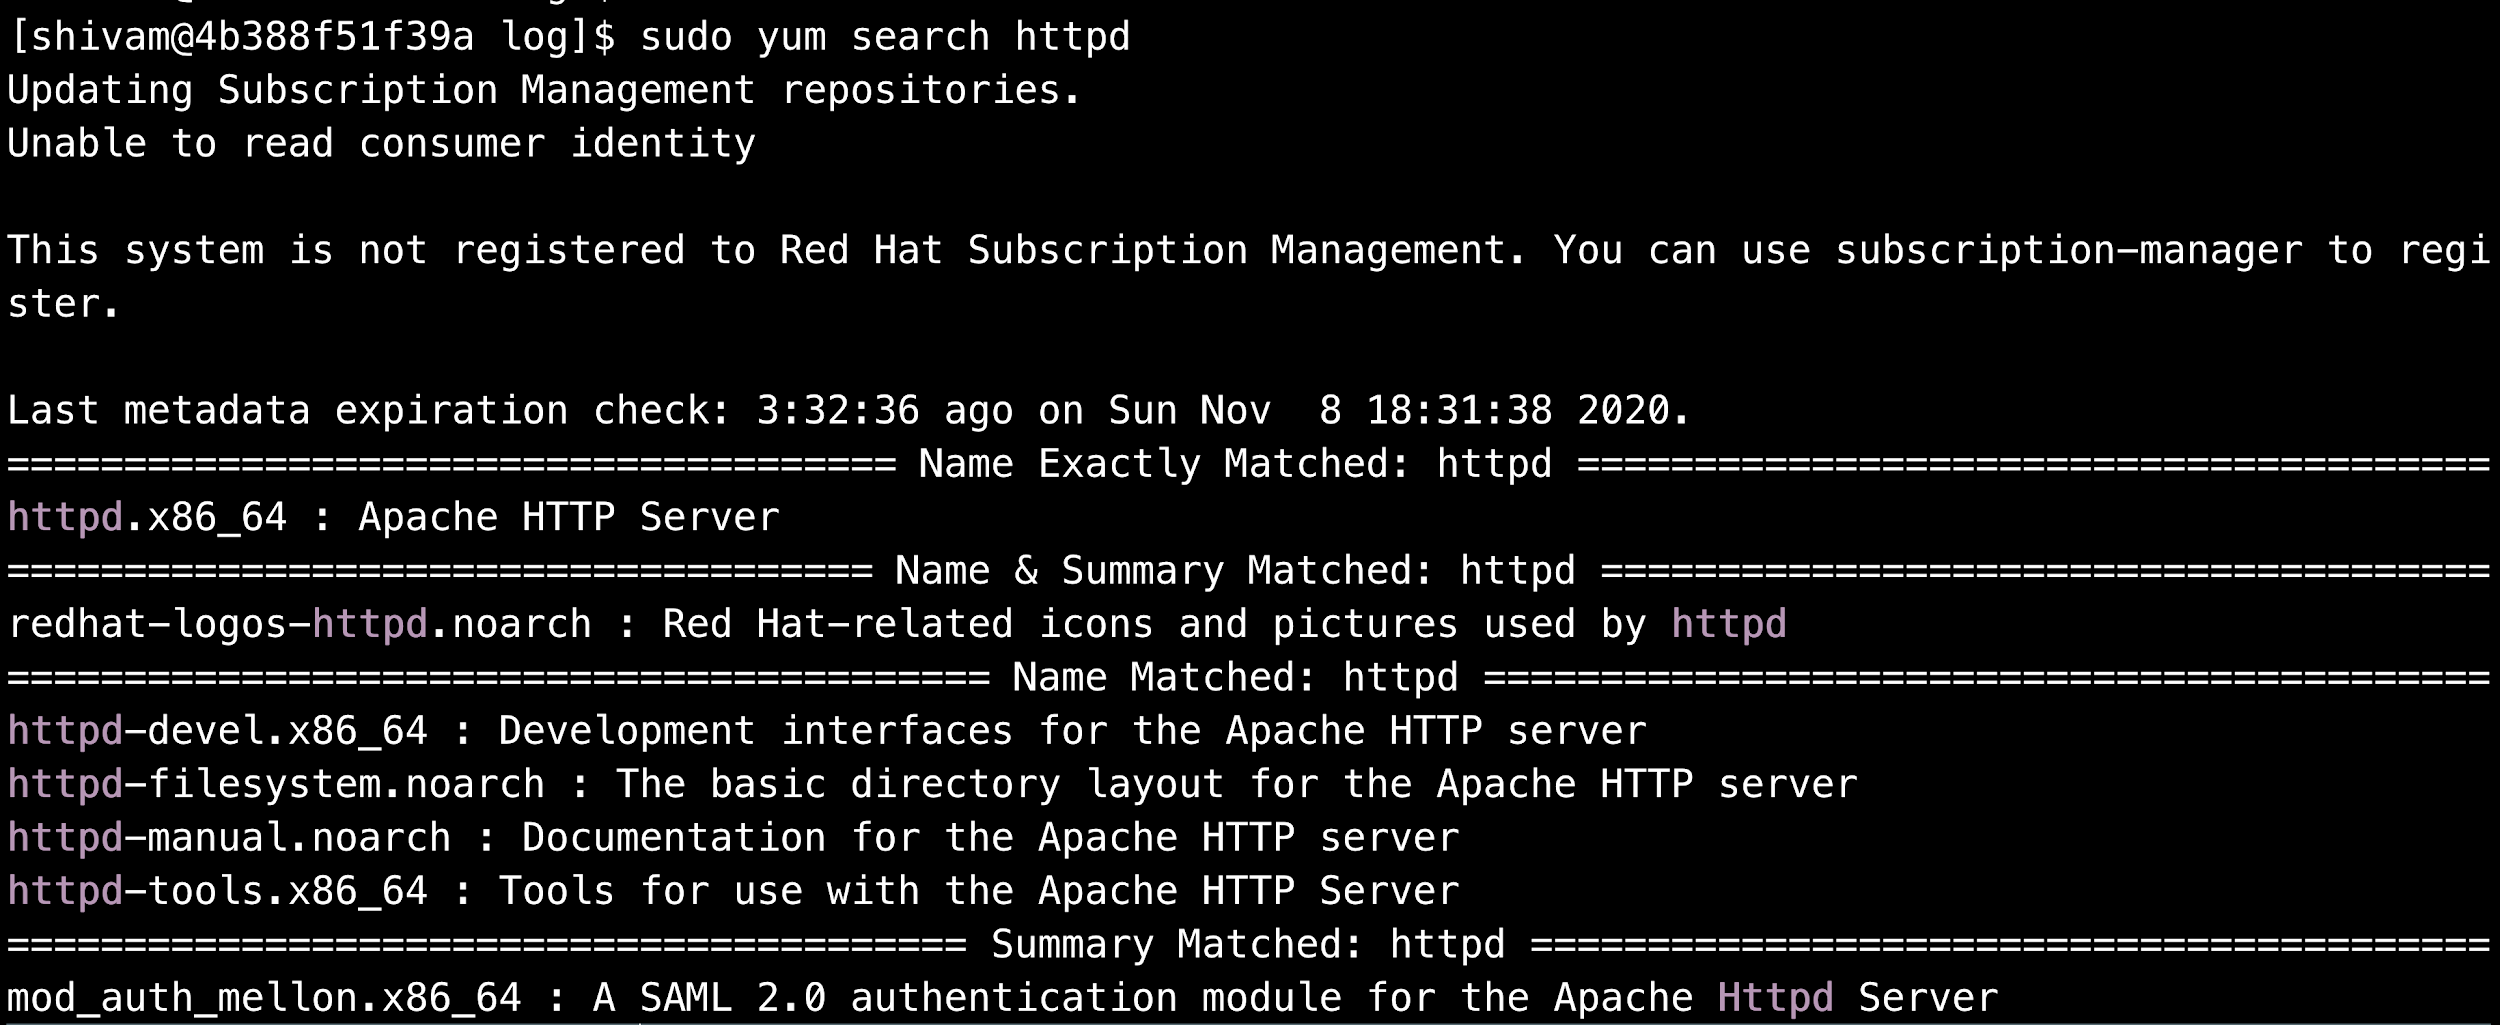 [shivam@4b388f51f39a log]$ sudo yum search httpd
Updating Subscription Management repositories.
Unable to read consumer identity
This system is not registered to Red Hat Subscription Management. You can use subscription-manager to regi
ster.
Last metadata expiration check: 3:32:36 ago on Sun Nov  8 18:31:38 2020.
====================================== Name Exactly Matched: httpd =======================================
httpd.x86_64 : Apache HTTP Server
===================================== Name & Summary Matched: httpd ======================================
redhat-logos-httpd.noarch : Red Hat-related icons and pictures used by httpd
========================================== Name Matched: httpd ===========================================
httpd-devel.x86_64 : Development interfaces for the Apache HTTP server
httpd-filesystem.noarch : The basic directory layout for the Apache HTTP server
httpd-manual.noarch : Documentation for the Apache HTTP server
httpd-tools.x86_64 : Tools for use with the Apache HTTP Server
========================================= Summary Matched: httpd =========================================
mod_auth_mellon.x86_64 : A SAML 2.0 authentication module for the Apache Httpd Server